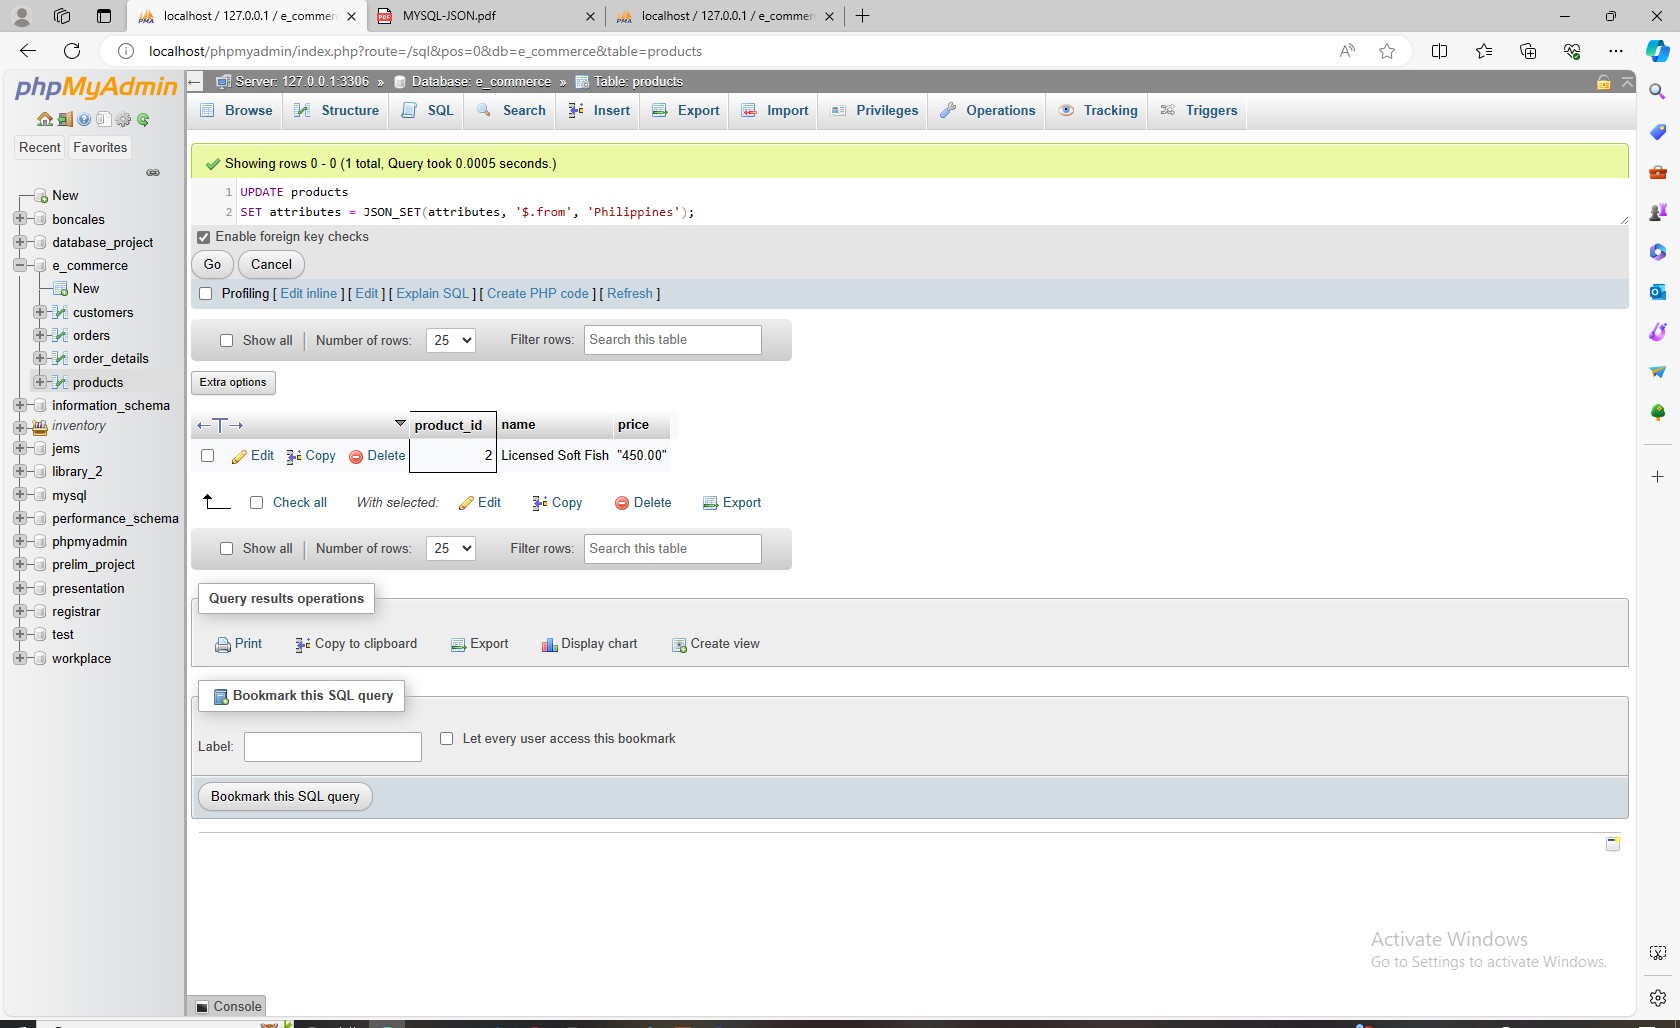 localhost / 127.0.0.1 / e_commer
MYSQL-JSON.pdf
localhost / 127.0.0.1 / e_commer
localhost/phpmyadmin/index.php?route=/sql&pos=0&db=e_commerce&table=products
phpMyAdmin
Server: 127.0.0.1:3306 » Database: e_commerce » Table: products
Browse Structure SQL Search Insert Export Import Privileges Operations Tracking Triggers
Recent Favorites
New
boncales
database_project
e_commerce
New
customers
orders
order_details
products
information_schema
inventory
jems
library_2
mysql
performance_schema
phpmyadmin
prelim_project
presentation
registrar
test
workplace
Showing rows 0 - 0 (1 total, Query took 0.0005 seconds.)
1 UPDATE products
2 SET attributes = JSON_SET(attributes, '$.from', 'Philippines');
Enable foreign key checks
Go Cancel
Profiling [ Edit inline ] [ Edit ] [ Explain SQL ] [ Create PHP code ] [ Refresh ]
Show all Number of rows: 25 Filter rows: Search this table
Extra options
←T→ product_id name price
Edit Copy Delete 2 Licensed Soft Fish "450.00"
Check all With selected: Edit Copy Delete Export
Show all Number of rows: 25 Filter rows: Search this table
Query results operations
Print Copy to clipboard Export Display chart Create view
Bookmark this SQL query
Label: Let every user access this bookmark
Bookmark this SQL query
Activate Windows
Go to Settings to activate Windows.
Console